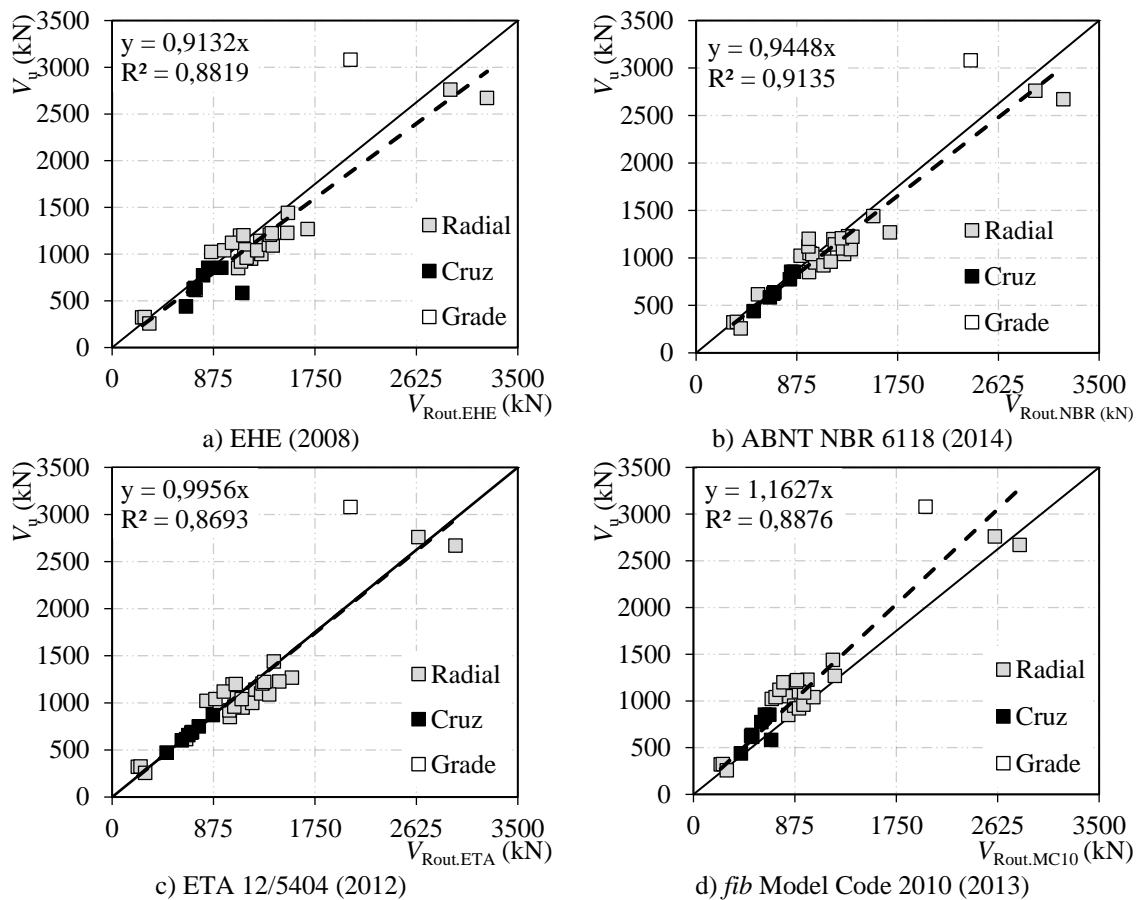 y = 0,9132x
R² = 0,8819
V_u (kN)
3500
3000
2500
2000
1500
1000
500
0
Radial
Cruz
Grade
0 875 1750 2625 3500
V_Rout.EHE (kN)
a) EHE (2008)
y = 0,9448x
R² = 0,9135
V_u (kN)
3500
3000
2500
2000
1500
1000
500
0
Radial
Cruz
Grade
0 875 1750 2625 3500
V_Rout.NBR (kN)
b) ABNT NBR 6118 (2014)
y = 0,9956x
R² = 0,8693
V_u (kN)
3500
3000
2500
2000
1500
1000
500
0
Radial
Cruz
Grade
0 875 1750 2625 3500
V_Rout.ETA (kN)
c) ETA 12/5404 (2012)
y = 1,1627x
R² = 0,8876
V_u (kN)
3500
3000
2500
2000
1500
1000
500
0
Radial
Cruz
Grade
0 875 1750 2625 3500
V_Rout.MC10 (kN)
d) fib Model Code 2010 (2013)